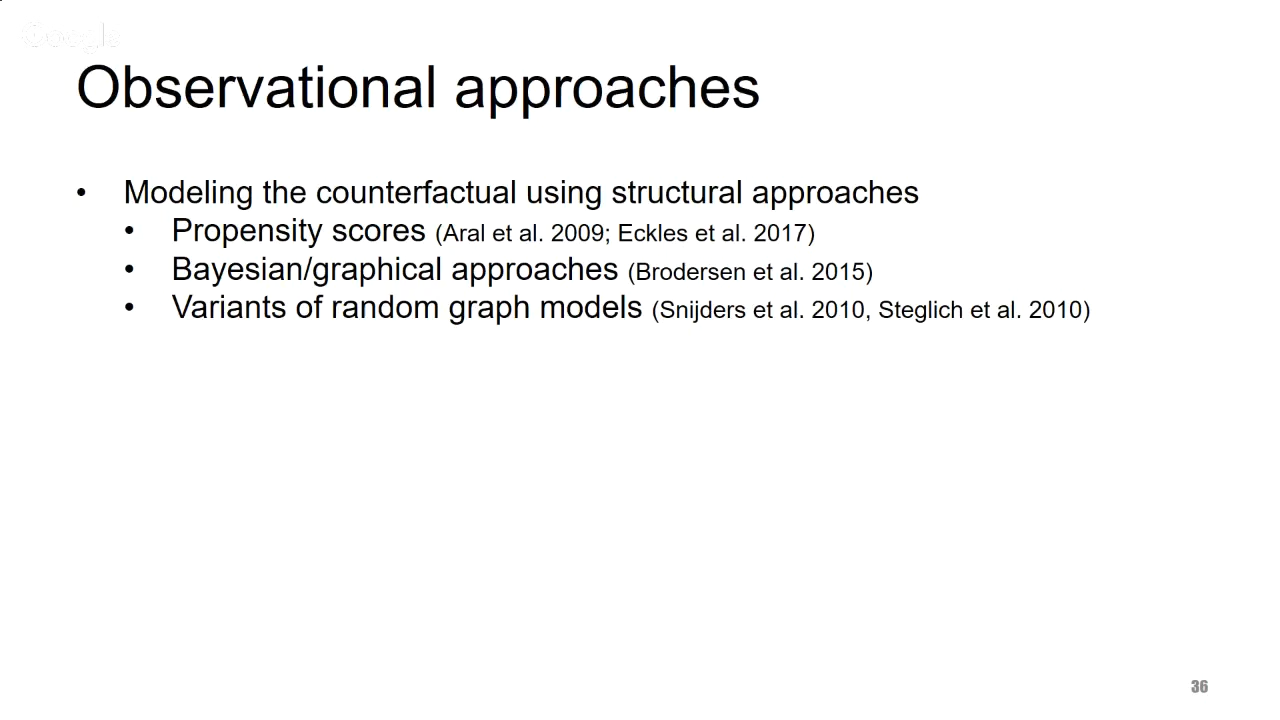 Google
Observational approaches
• Modeling the counterfactual using structural approaches
• Propensity scores (Aral et al. 2009; Eckles et al. 2017)
• Bayesian/graphical approaches (Brodersen et al. 2015)
• Variants of random graph models (Snijders et al. 2010, Steglich et al. 2010)
36